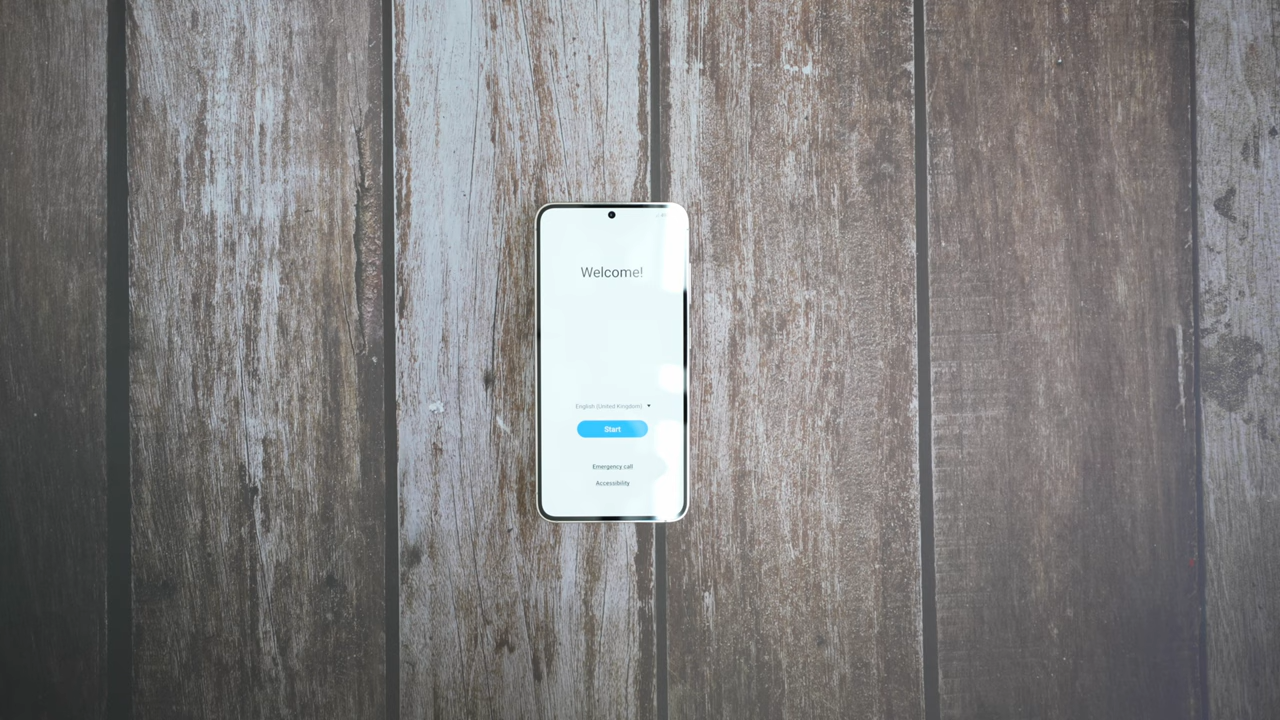 Welcome!
English (United Kingdom)
Start
Emergency call
Accessibility